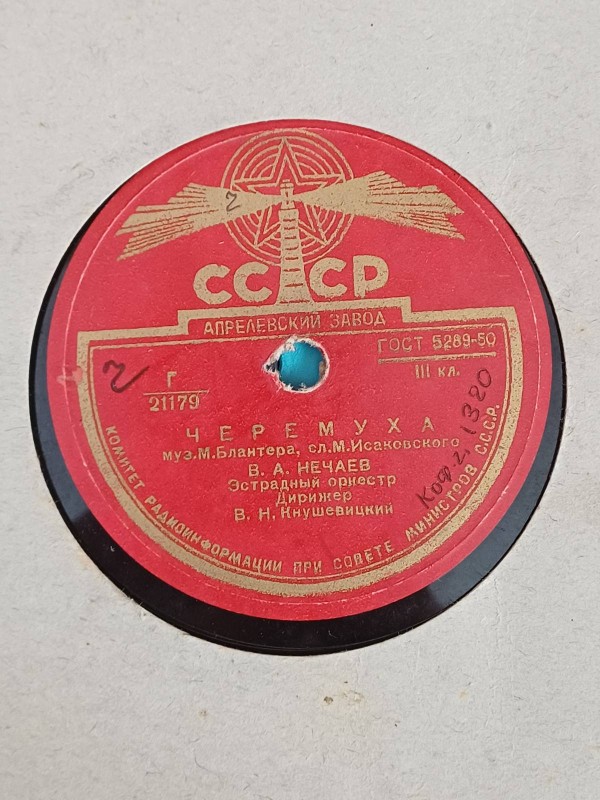 СССР
АПРЕЛЕВСКИЙ ЗАВОД
ГОСТ 5289-50
III кл.
Г
21179
ЧЕРЕМУХА
муз.М.Блантера, сл.М.Исаковского
В. А. НЕЧАЕВ
Эстрадный оркестр
Дирижер
В. Н. Кнушевицкий
КОМИТЕТ РАДИОИНФОРМАЦИИ ПРИ СОВЕТЕ МИНИСТРОВ С.С.С.Р.
1320